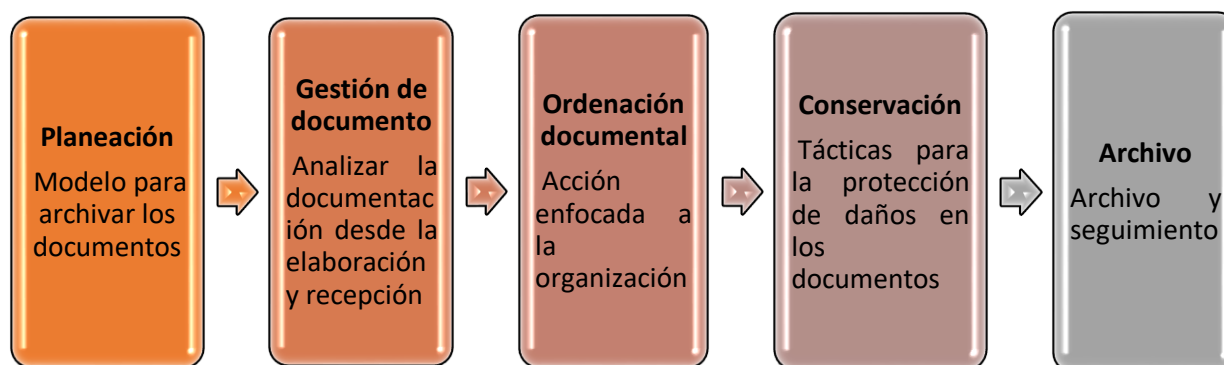 Planeación
Modelo para
archivar los
documentos
Gestión de
documento
Analizar la
documentac
ión desde la
elaboración
y recepción
Ordenación
documental
Acción
enfocada a
la
organización
Conservación
Tácticas para
la protección
de daños en
los
documentos
Archivo
Archivo y
seguimiento